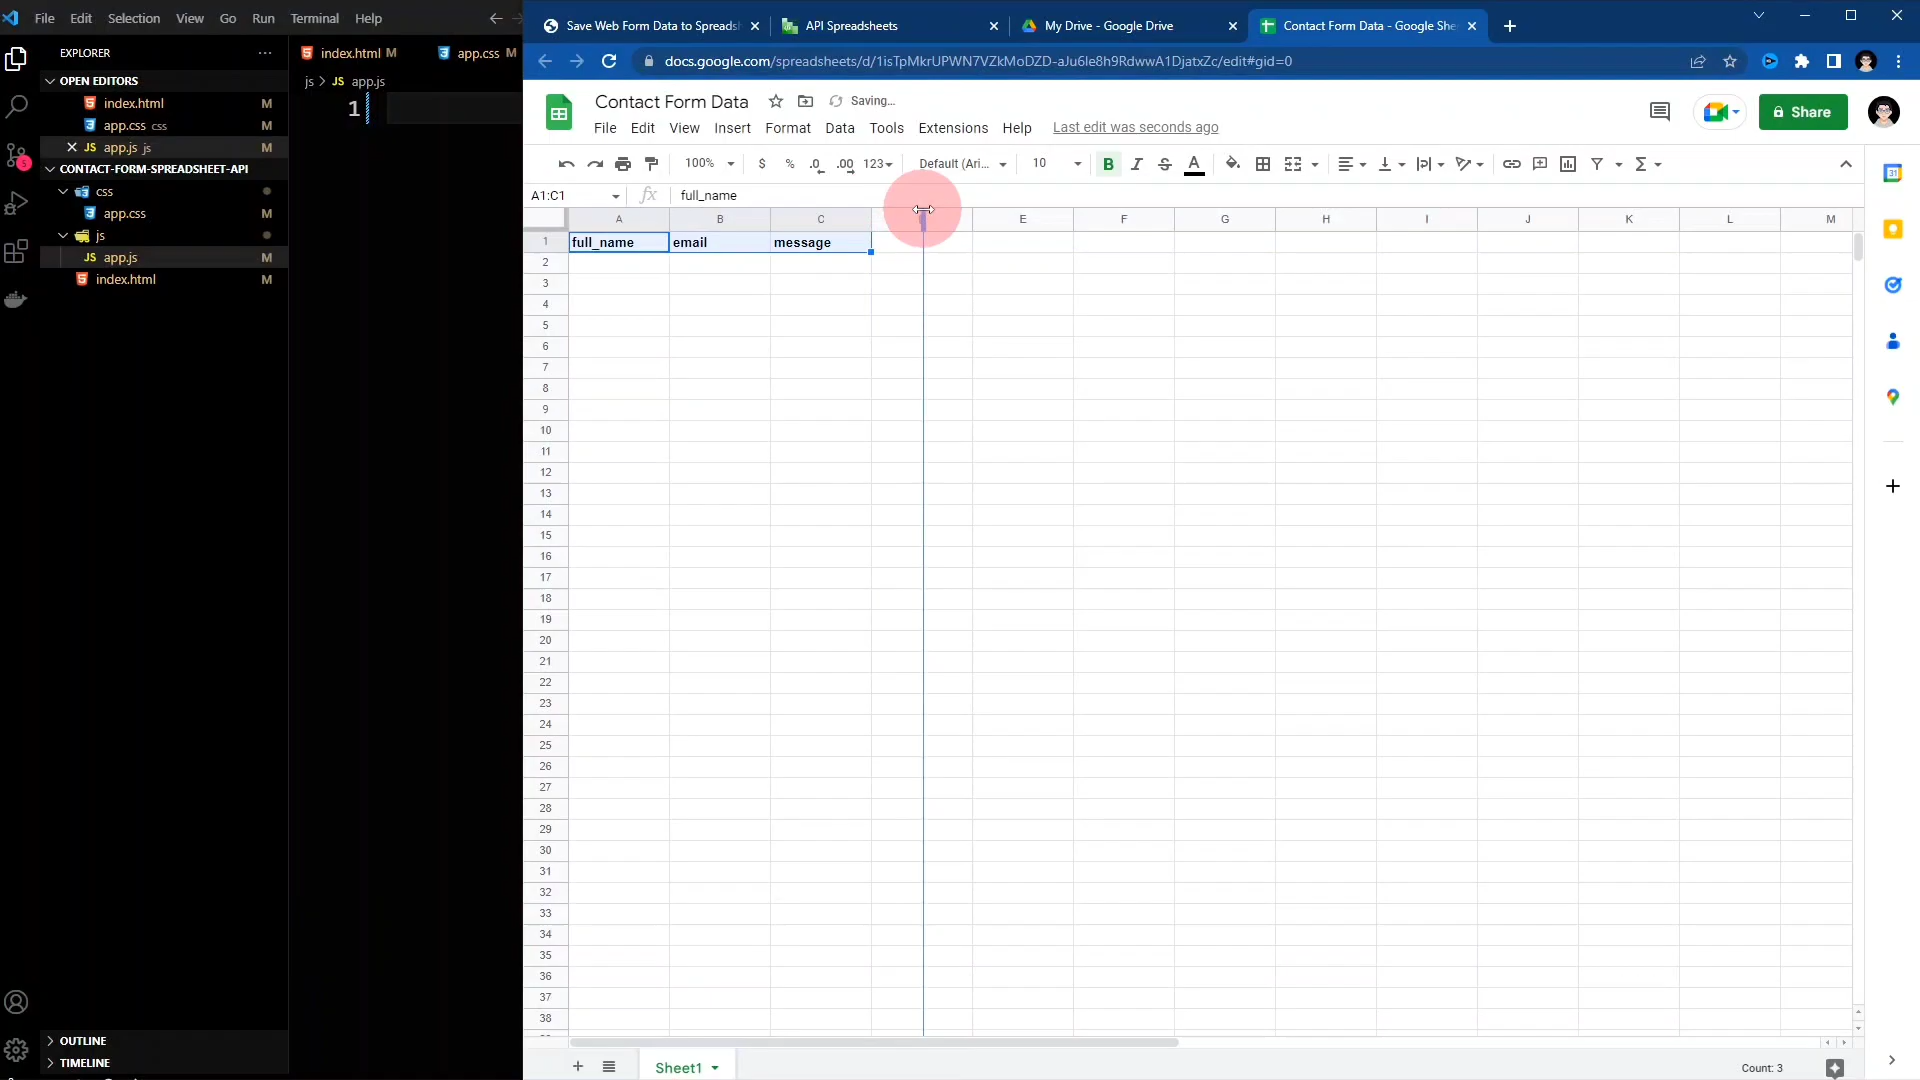 File Edit Selection View Go Run Terminal Help
EXPLORER
OPEN EDITORS
index.html M
app.css css M
app.js js M
CONTACT-FORM-SPREADSHEET-API
css
app.css M
js
app.js M
index.html M
OUTLINE
TIMELINE
5
index.html M
app.css M
js > JS app.js
1
Save Web Form Data to Spreads
API Spreadsheets
My Drive - Google Drive
Contact Form Data - Google She
docs.google.com/spreadsheets/d/1isTpMkrUPWN7VZkMoDZD-aJu6le8h9RdwwA1DjatxZc/edit#gid=0
Contact Form Data
Saving...
Share
File Edit View Insert Format Data Tools Extensions Help Last edit was seconds ago
100% $ % .0 .00 123 Default (Ari... 10 B I S A
A1:C1 fx full_name
A B C E F G H I J K L M
1 full_name email message
2
3
4
5
6
7
8
9
10
11
12
13
14
15
16
17
18
19
20
21
22
23
24
25
26
27
28
29
30
31
32
33
34
35
36
37
38
Sheet1
Count: 3
31